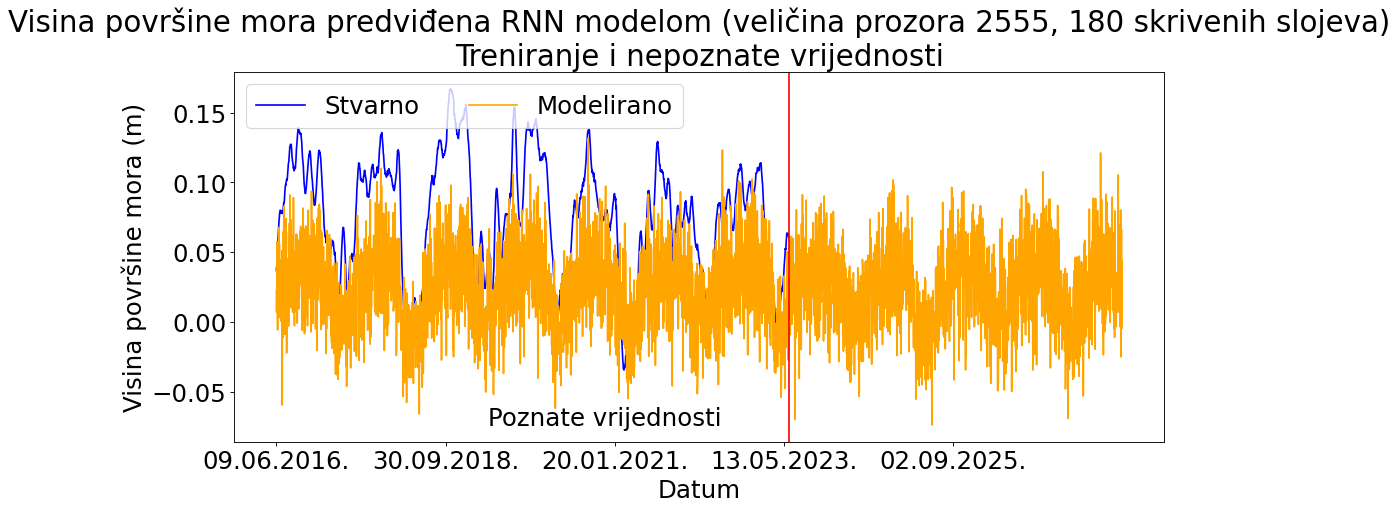 Visina površine mora predviđena RNN modelom (veličina prozora 2555, 180 skrivenih slojeva)
Treniranje i nepoznate vrijednosti
Stvarno Modelirano
Visina površine mora (m)
0.15
0.10
0.05
0.00
−0.05
Poznate vrijednosti
09.06.2016. 30.09.2018. 20.01.2021. 13.05.2023. 02.09.2025.
Datum